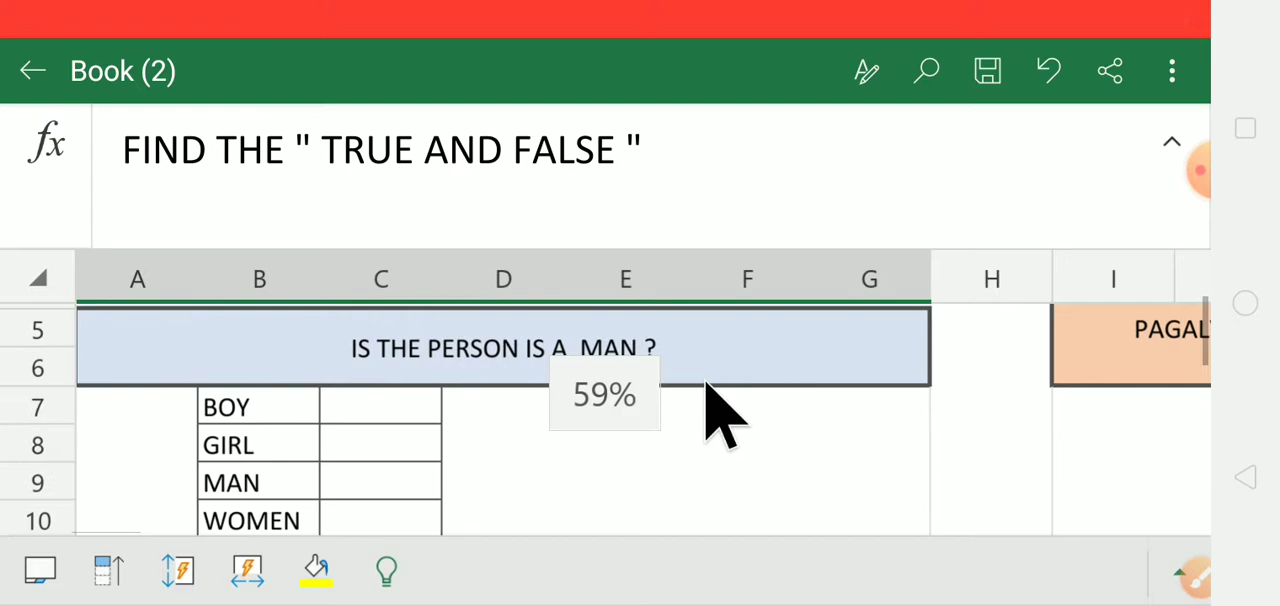 Book (2)
fx FIND THE " TRUE AND FALSE "
A B C D E F G H I
5 IS THE PERSON IS A MAN ? PAGAL
6
59%
7 BOY
8 GIRL
9 MAN
10 WOMEN